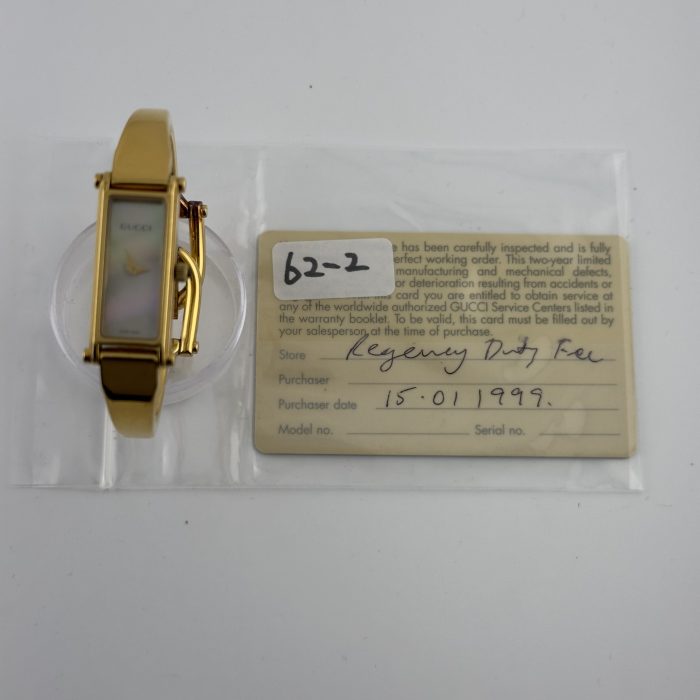 GUCCI
62-2
e has been carefully inspected and is fully
erfect working order. This two-year limited
manufacturing and mechanical defects,
or deterioration resulting from accidents or
card you are entitled to obtain service at
any of the worldwide authorized GUCCI Service Centers listed in
the warranty booklet. To be valid, this card must be filled out by
your salesperson at the time of purchase.
Store Regency Duty Fee
Purchaser
Purchaser date 15.01 1999.
Model no. Serial no.